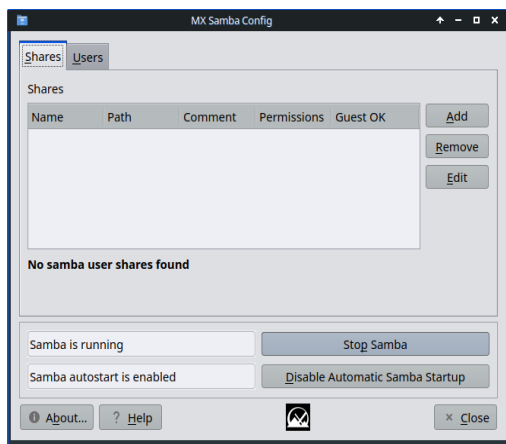 MX Samba Config
Shares Users
Shares
Name Path Comment Permissions Guest OK
Add
Remove
Edit
No samba user shares found
Samba is running
Stop Samba
Samba autostart is enabled
Disable Automatic Samba Startup
About...
? Help
× Close